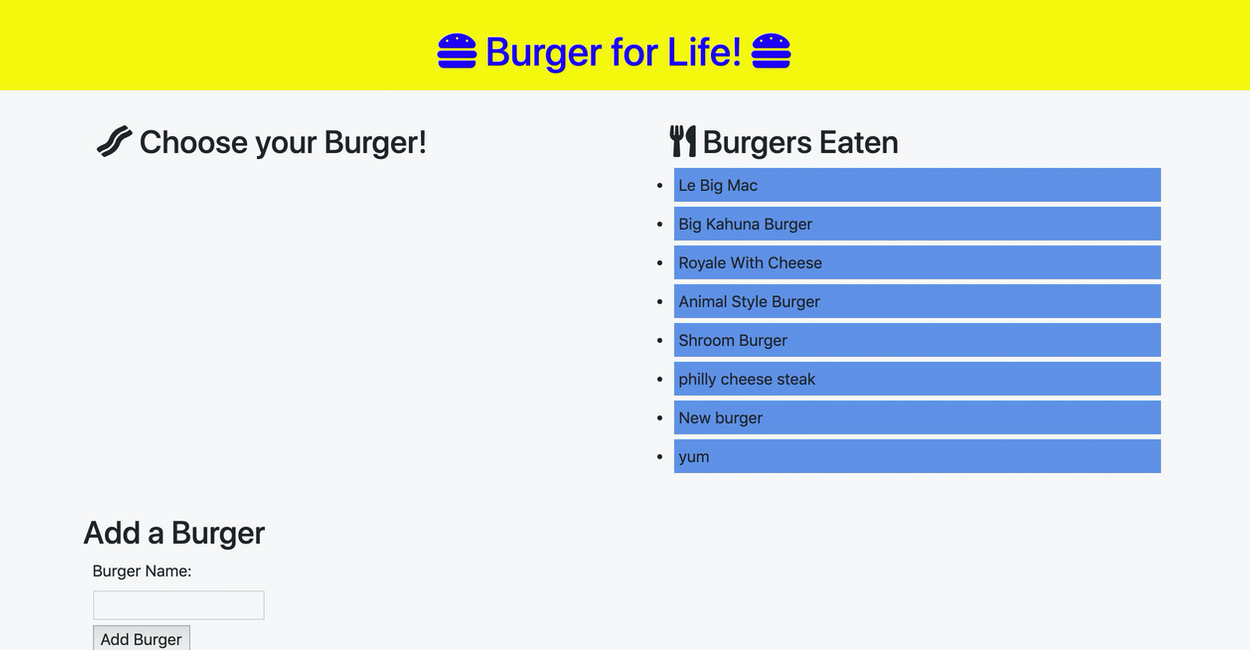 Burger for Life!
Choose your Burger!
Burgers Eaten
Le Big Mac
Big Kahuna Burger
Royale With Cheese
Animal Style Burger
Shroom Burger
philly cheese steak
New burger
yum
Add a Burger
Burger Name:
Add Burger